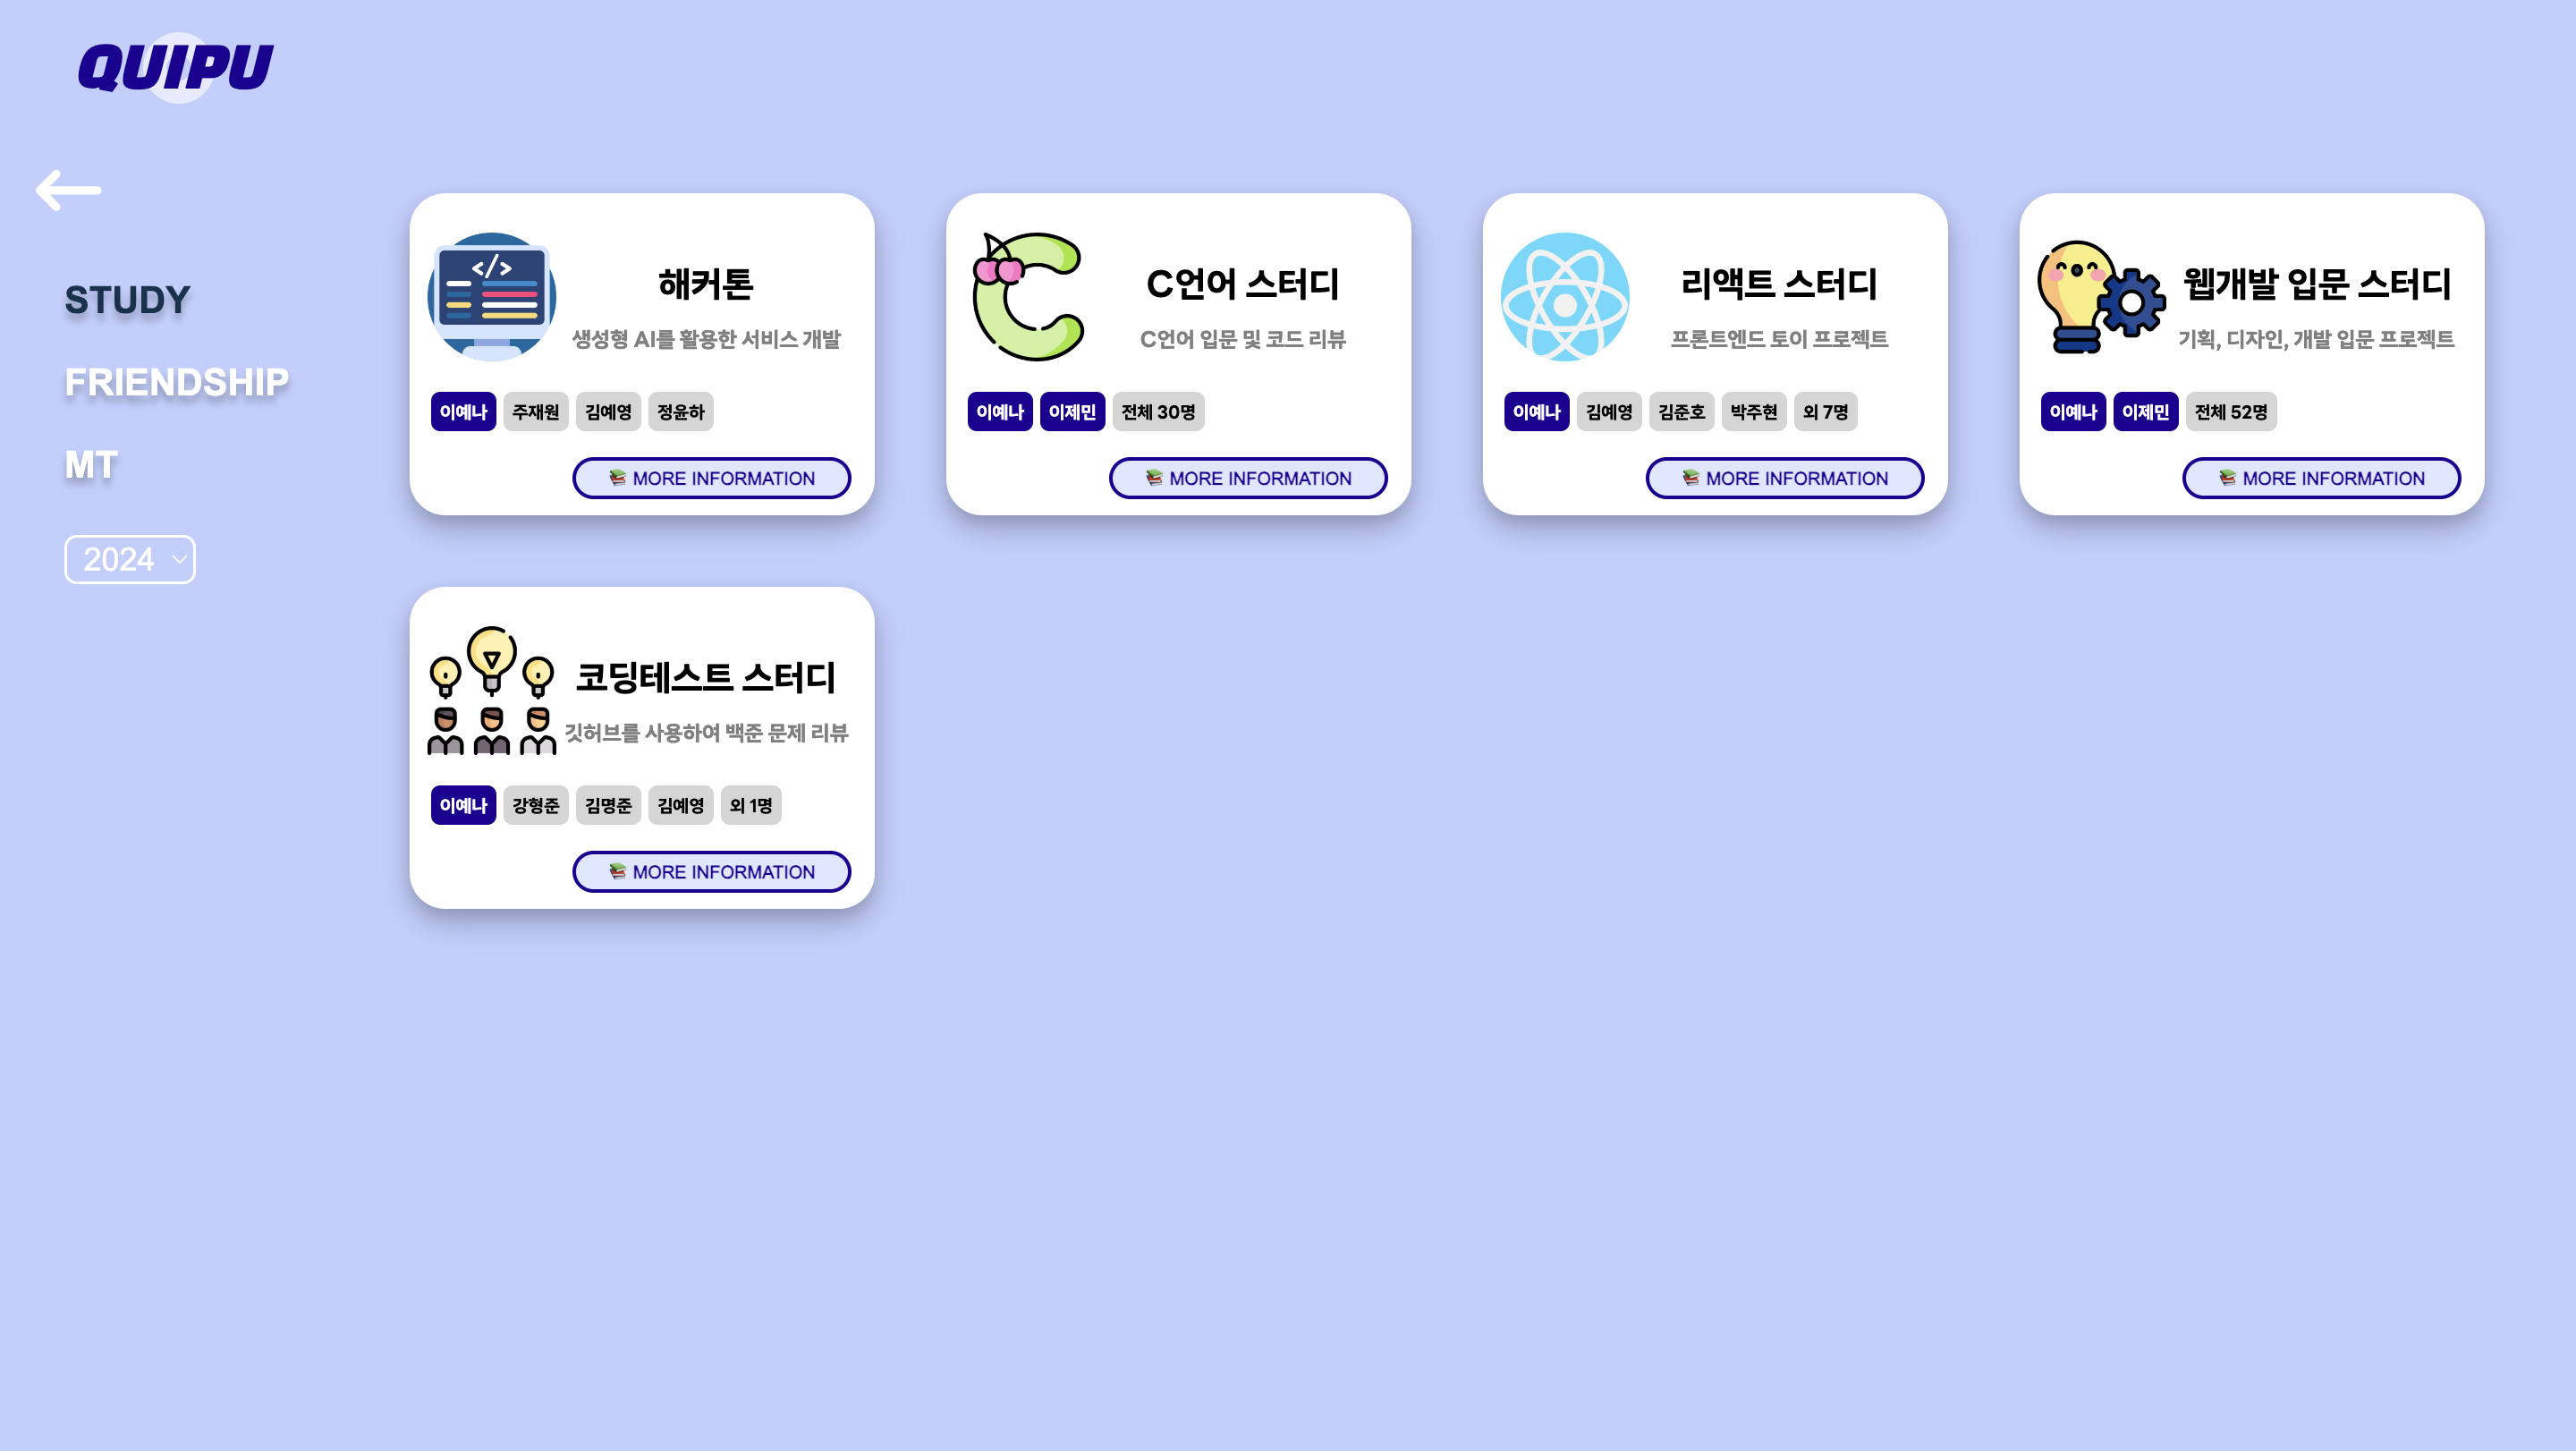 QUIPU
STUDY
FRIENDSHIP
MT
2024
</>
해커톤
생성형 AI를 활용한 서비스 개발
이예나 주재원 김예영 정윤하
MORE INFORMATION
C언어 스터디
C언어 입문 및 코드 리뷰
이예나 이제민 전체 30명
MORE INFORMATION
리액트 스터디
프론트엔드 토이 프로젝트
이예나 김예영 김준호 박주현 외 7명
MORE INFORMATION
웹개발 입문 스터디
기획, 디자인, 개발 입문 프로젝트
이예나 이제민 전체 52명
MORE INFORMATION
코딩테스트 스터디
깃허브를 사용하여 백준 문제 리뷰
이예나 강형준 김명준 김예영 외 1명
MORE INFORMATION